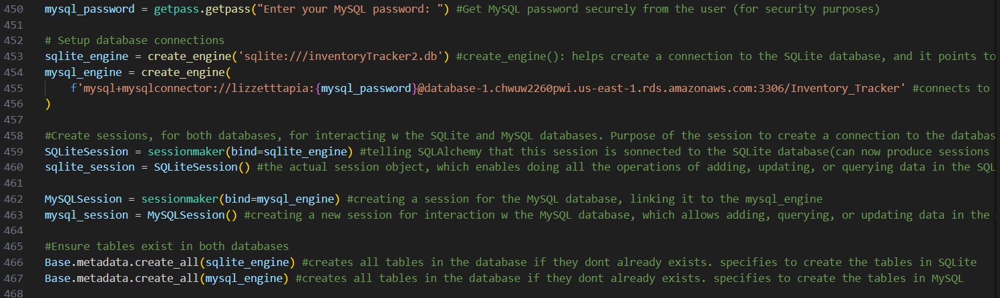 450 mysql_password = getpass.getpass("Enter your MySQL password: ") #Get MySQL password securely from the user (for security purposes)
451
452 # Setup database connections
453 sqlite_engine = create_engine('sqlite:///inventoryTracker2.db') #create_engine(): helps create a connection to the SQLite database, and it points to
454 mysql_engine = create_engine(
455     f'mysql+mysqlconnector://lizzetttapia:{mysql_password}@database-1.chwuw2260pwi.us-east-1.rds.amazonaws.com:3306/Inventory_Tracker' #connects to
456 )
457
458 #Create sessions, for both databases, for interacting w the SQLite and MySQL databases. Purpose of the session to create a connection to the databas
459 SQLiteSession = sessionmaker(bind=sqlite_engine) #telling SQLAlchemy that this session is sonnected to the SQLite database(can now produce sessions
460 sqlite_session = SQLiteSession() #the actual session object, which enables doing all the operations of adding, updating, or querying data in the SQL
461
462 MySQLSession = sessionmaker(bind=mysql_engine) #creating a session for the MySQL database, linking it to the mysql_engine
463 mysql_session = MySQLSession() #creating a new session for interaction w the MySQL database, which allows adding, querying, or updating data in the
464
465 #Ensure tables exist in both databases
466 Base.metadata.create_all(sqlite_engine) #creates all tables in the database if they dont already exists. specifies to create the tables in SQLite
467 Base.metadata.create_all(mysql_engine) #creates all tables in the database if they dont already exists. specifies to create the tables in MySQL
468